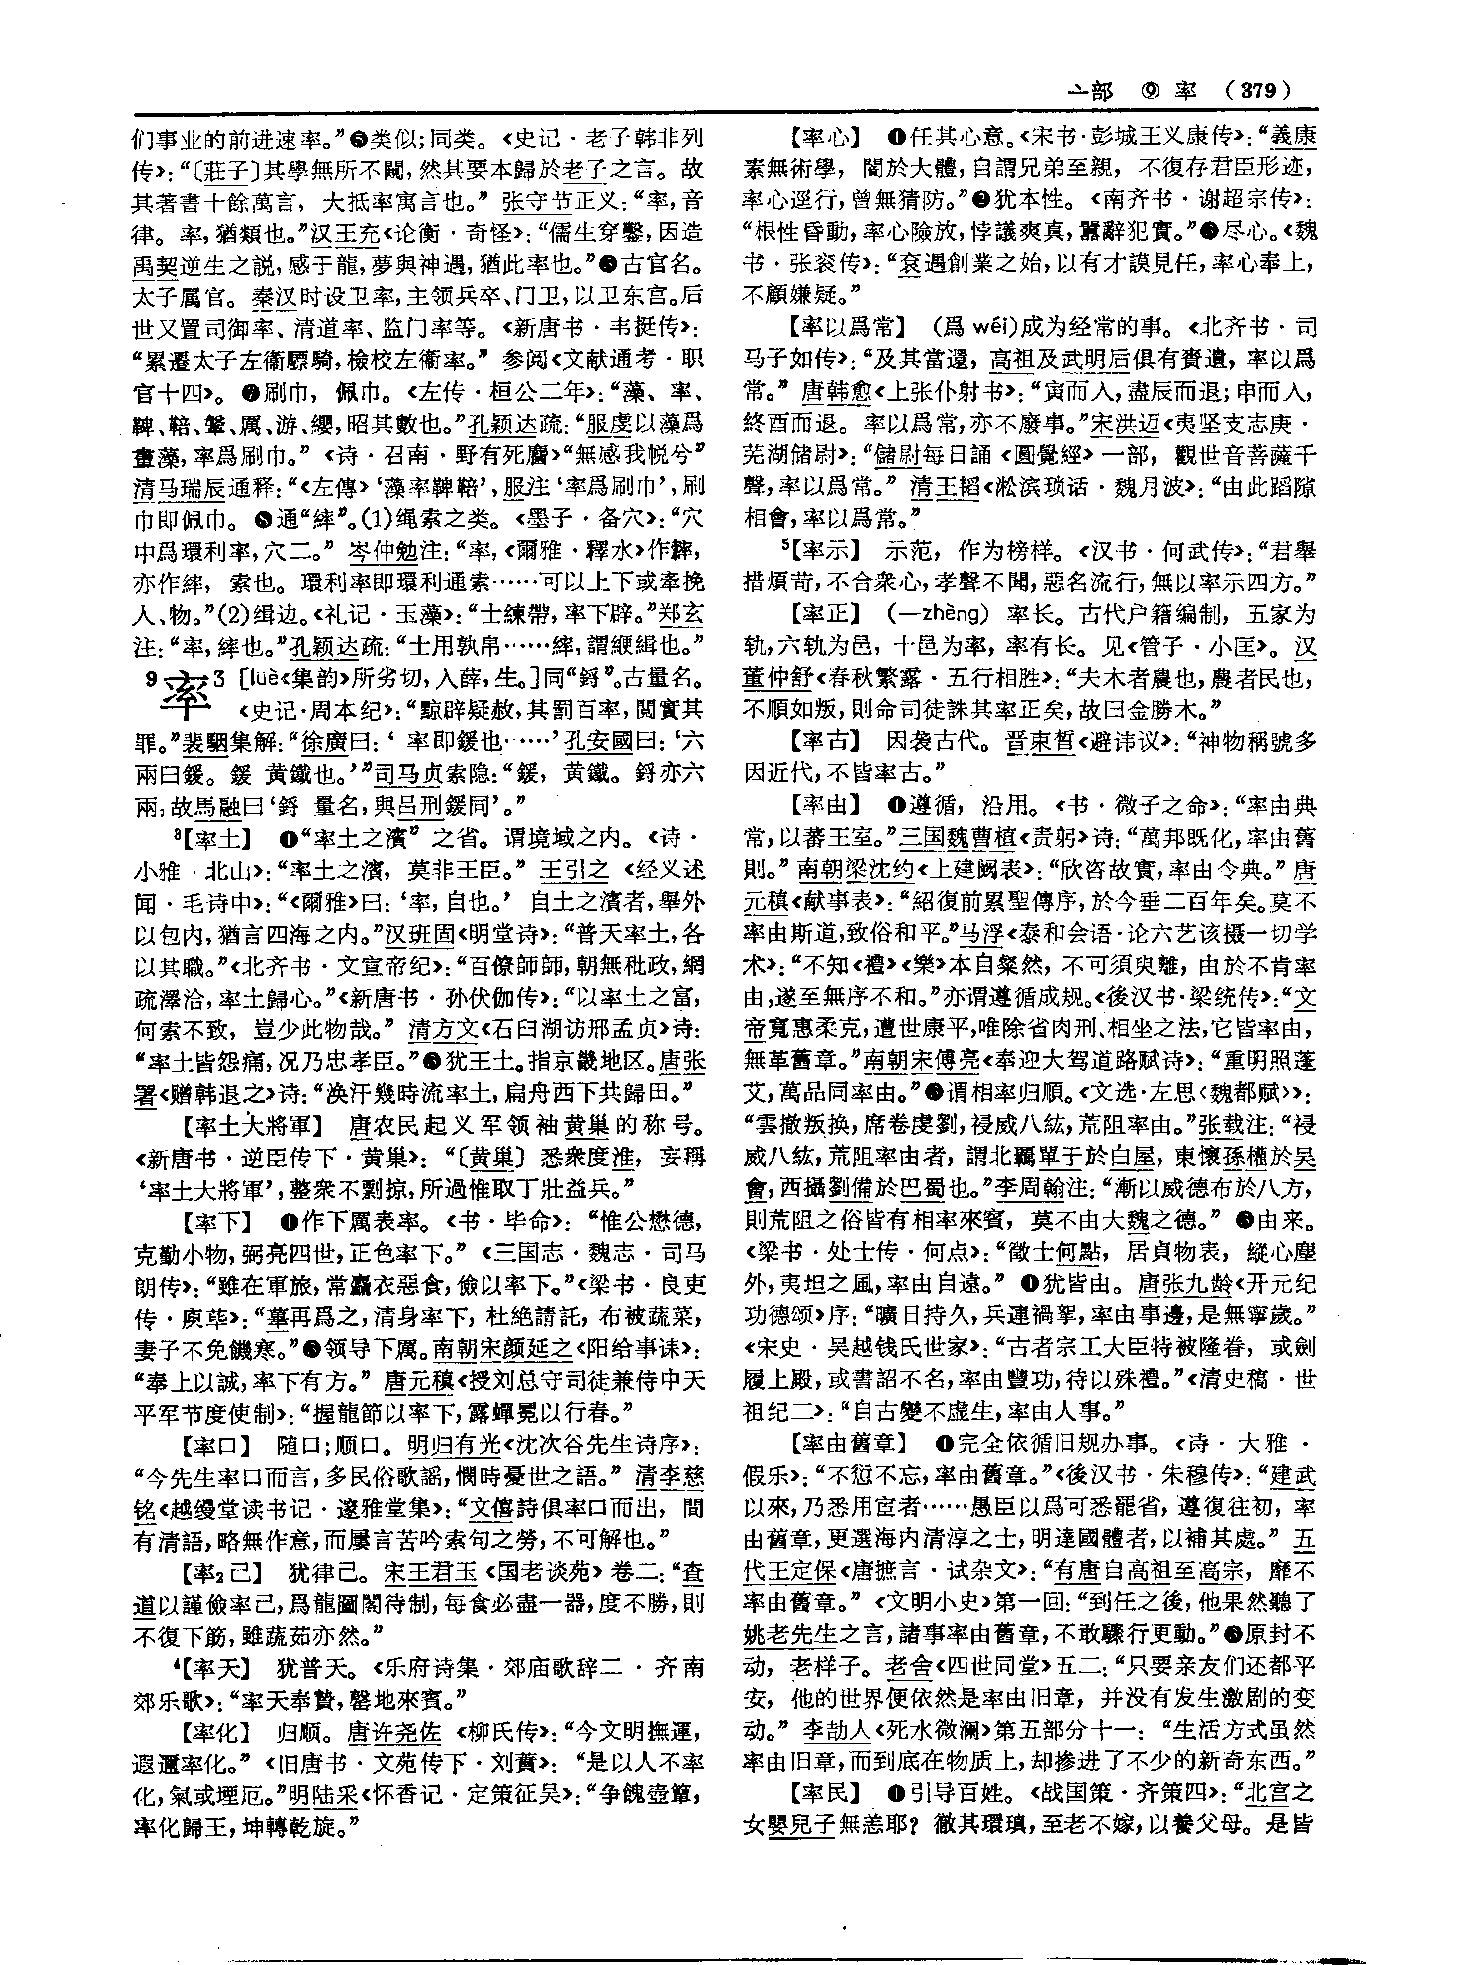 亠部 ⑨ 率 (379)
们事业的前进速率。”❺类似;同类。《史记·老子韩非列
传》:“〔莊子〕其學無所不闚,然其要本歸於老子之言。故
其著書十餘萬言,大抵率寓言也。”张守节正义:“率,音
律。率,猶類也。”汉王充《论衡·奇怪》:“儒生穿鑿,因造
禹契逆生之説,感于龍,夢與神遇,猶此率也。”❻古官名。
太子属官。秦汉时设卫率,主领兵卒、门卫,以卫东宫。后
世又置司御率、清道率、监门率等。《新唐书·韦挺传》:
“累遷太子左衞驃騎,檢校左衞率。”参阅《文献通考·职
官十四》。❼刷巾,佩巾。《左传·桓公二年》:“藻、率、
鞞、鞛、鞶、厲、游、纓,昭其數也。”孔颖达疏:“服虔以藻爲
畫藻,率爲刷巾。”《诗·召南·野有死麕》“無感我帨兮”
清马瑞辰通释:“《左傳》‘藻率鞞鞛’,服注‘率爲刷巾’,刷
巾即佩巾。❽通“繂”。(1)绳索之类。《墨子·备穴》:“穴
中爲環利率,穴二。”岑仲勉注:“率,《爾雅·釋水》作繂,
亦作綷,索也。環利率即環利通索……可以上下或牽挽
人、物。”(2)缉边。《礼记·玉藻》:“士練帶,率下辟。”郑玄
注:“率,繂也。”孔颖达疏:“士用孰帛……繂,謂緶緝也。”
9率3 [lüè《集韵》所劣切,入薛,生。]同“鋝”。古量名。
《史记·周本纪》:“黥辟疑赦,其罰百率,閲實其
罪。”裴駰集解:“徐廣曰:‘率即鍰也……’孔安國曰:‘六
兩曰鍰。鍰 黄鐵也。’”司马贞索隐:“鍰,黄鐵。鋝亦六
兩,故馬融曰‘鋝 量名,與吕刑鍰同’。”
3【率土】 ❶“率土之濱”之省。谓境域之内。《诗·
小雅·北山》:“率土之濱,莫非王臣。”王引之《经义述
闻·毛诗中》:“《爾雅》曰:‘率,自也。’自土之濱者,舉外
以包内,猶言四海之内。”汉班固《明堂诗》:“普天率土,各
以其職。”《北齐书·文宣帝纪》:“百僚師師,朝無秕政,網
疏澤洽,率土歸心。”《新唐书·孙伏伽传》:“以率土之富,
何索不致,豈少此物哉。”清方文《石臼湖访邢孟贞》诗:
“率土皆怨痛,况乃忠孝臣。”❷犹王土。指京畿地区。唐张
署《赠韩退之》诗:“涣汗幾時流率土,扁舟西下共歸田。”
【率土大將軍】 唐农民起义军领袖黄巢的称号。
《新唐书·逆臣传下·黄巢》:“〔黄巢〕悉衆度淮,妄稱
‘率土大將軍’,整衆不剽掠,所過惟取丁壯益兵。”
【率下】 ❶作下属表率。《书·毕命》:“惟公懋德,
克勤小物,弼亮四世,正色率下。”《三国志·魏志·司马
朗传》:“雖在軍旅,常麤衣惡食,儉以率下。”《梁书·良吏
传·庾荜》:“蓽再爲之,清身率下,杜絶請託,布被蔬菜,
妻子不免饑寒。”❷领导下属。南朝宋颜延之《阳给事诔》:
“奉上以誠,率下有方。”唐元稹《授刘总守司徒兼侍中天
平军节度使制》:“握龍節以率下,露蟬冕以行春。”
【率口】 随口;顺口。明归有光《沈次谷先生诗序》:
“今先生率口而言,多民俗歌謡,憫時憂世之語。”清李慈
铭《越缦堂读书记·邃雅堂集》:“文僖詩俱率口而出,間
有清語,略無作意,而屢言苦吟索句之勞,不可解也。”
【率2己】 犹律己。宋王君玉《国老谈苑》卷二:“查
道以謹儉率己,爲龍圖閣待制,每食必盡一器,度不勝,則
不復下筯,雖蔬茹亦然。”
4【率天】 犹普天。《乐府诗集·郊庙歌辞二·齐南
郊乐歌》:“率天奉贄,罄地來賓。”
【率化】 归顺。唐许尧佐《柳氏传》:“今文明撫運,
遐邇率化。”《旧唐书·文苑传下·刘蕡》:“是以人不率
化,氣或堙厄。”明陆采《怀香记·定策征吴》:“争餽壺簞,
率化歸王,坤轉乾旋。”
【率心】 ❶任其心意。《宋书·彭城王义康传》:“義康
素無術學,闇於大體,自謂兄弟至親,不復存君臣形迹,
率心逕行,曾無猜防。”❷犹本性。《南齐书·谢超宗传》:
“根性昏動,率心險放,悖議爽真,囂辭犯實。”❸尽心。《魏
书·张衮传》:“衮遇創業之始,以有才謨見任,率心奉上,
不顧嫌疑。”
【率以爲常】 (爲 wéi)成为经常的事。《北齐书·司
马子如传》:“及其當還,高祖及武明后俱有賚遺,率以爲
常。”唐韩愈《上张仆射书》:“寅而入,盡辰而退;申而入,
終酉而退。率以爲常,亦不廢事。”宋洪迈《夷坚支志庚·
芜湖储尉》:“儲尉每日誦《圓覺經》一部,觀世音菩薩千
聲,率以爲常。”清王韬《淞滨琐话·魏月波》:“由此蹈隙
相會,率以爲常。”
5【率示】 示范,作为榜样。《汉书·何武传》:“君舉
措煩苛,不合衆心,孝聲不聞,惡名流行,無以率示四方。”
【率正】 (—zhèng) 率长。古代户籍编制,五家为
轨,六轨为邑,十邑为率,率有长。见《管子·小匡》。汉
董仲舒《春秋繁露·五行相胜》:“夫木者農也,農者民也,
不順如叛,則命司徒誅其率正矣,故曰金勝木。”
【率古】 因袭古代。晋束皙《避讳议》:“神物稱號多
因近代,不皆率古。”
【率由】 ❶遵循,沿用。《书·微子之命》:“率由典
常,以蕃王室。”三国魏曹植《责躬》诗:“萬邦既化,率由舊
則。”南朝梁沈约《上建阙表》:“欣咨故實,率由令典。”唐
元稹《献事表》:“紹復前累聖傳序,於今垂二百年矣。莫不
率由斯道,致俗和平。”马浮《泰和会语·论六艺该摄一切学
术》:“不知《禮》《樂》本自粲然,不可須臾離,由於不肯率
由,遂至無序不和。”亦谓遵循成规。《後汉书·梁统传》:“文
帝寬惠柔克,遭世康平,唯除省肉刑、相坐之法,它皆率由,
無革舊章。”南朝宋傅亮《奉迎大驾道路赋诗》:“重明照蓬
艾,萬品同率由。”❷谓相率归顺。《文选·左思〈魏都赋〉》:
“雲撤叛换,席卷虔劉,祲威八紘,荒阻率由。”张载注:“祲
威八紘,荒阻率由者,謂北羈單于於白屋,東懷孫權於吴
會,西攝劉備於巴蜀也。”李周翰注:“漸以威德布於八方,
則荒阻之俗皆有相率來賓,莫不由大魏之德。”❸由来。
《梁书·处士传·何点》:“徵士何點,居貞物表,縱心塵
外,夷坦之風,率由自遠。”❹犹皆由。唐张九龄《开元纪
功德颂》序:“曠日持久,兵連禍挐,率由事邊,是無寧歲。”
《宋史·吴越钱氏世家》:“古者宗工大臣特被隆眷,或劍
履上殿,或書詔不名,率由豐功,待以殊禮。”《清史稿·世
祖纪二》:“自古變不虚生,率由人事。”
【率由舊章】 ❶完全依循旧规办事。《诗·大雅·
假乐》:“不愆不忘,率由舊章。”《後汉书·朱穆传》:“建武
以來,乃悉用宦者……愚臣以爲可悉罷省,遵復往初,率
由舊章,更選海内清淳之士,明達國體者,以補其處。”五
代王定保《唐摭言·试杂文》:“有唐自高祖至高宗,靡不
率由舊章。”《文明小史》第一回:“到任之後,他果然聽了
姚老先生之言,諸事率由舊章,不敢驟行更動。”❷原封不
动,老样子。老舍《四世同堂》五二:“只要亲友们还都平
安,他的世界便依然是率由旧章,并没有发生激剧的变
动。”李劼人《死水微澜》第五部分十一:“生活方式虽然
率由旧章,而到底在物质上,却掺进了不少的新奇东西。”
【率民】 ❶引导百姓。《战国策·齐策四》:“北宫之
女嬰兒子無恙耶?徹其環瑱,至老不嫁,以養父母。是皆